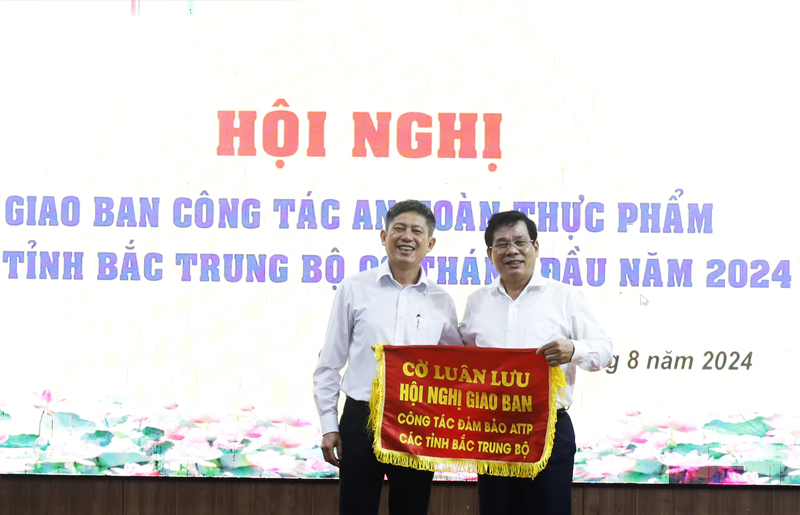 HỘI NGHỊ
GIAO BAN CÔNG TÁC AN TOÀN THỰC PHẨM
TỈNH BẮC TRUNG BỘ THÁNG ĐẦU NĂM 2024
8 năm 2024
CỜ LUÂN LƯU
HỘI NGHỊ GIAO BAN
CÔNG TÁC ĐẢM BẢO ATTP
CÁC TỈNH BẮC TRUNG BỘ